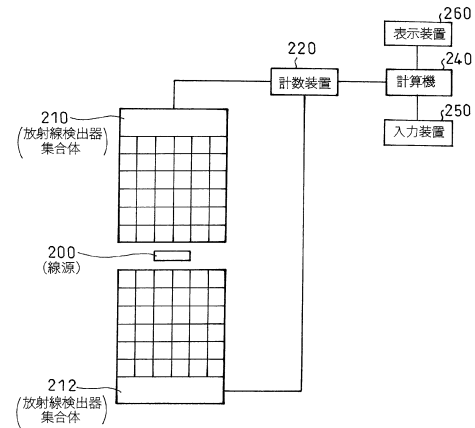 260
表示装置
220
240
計数装置
計算機
210
250
(放射線検出器
集合体)
入力装置
200
(線源)
212
(放射線検出器
集合体)